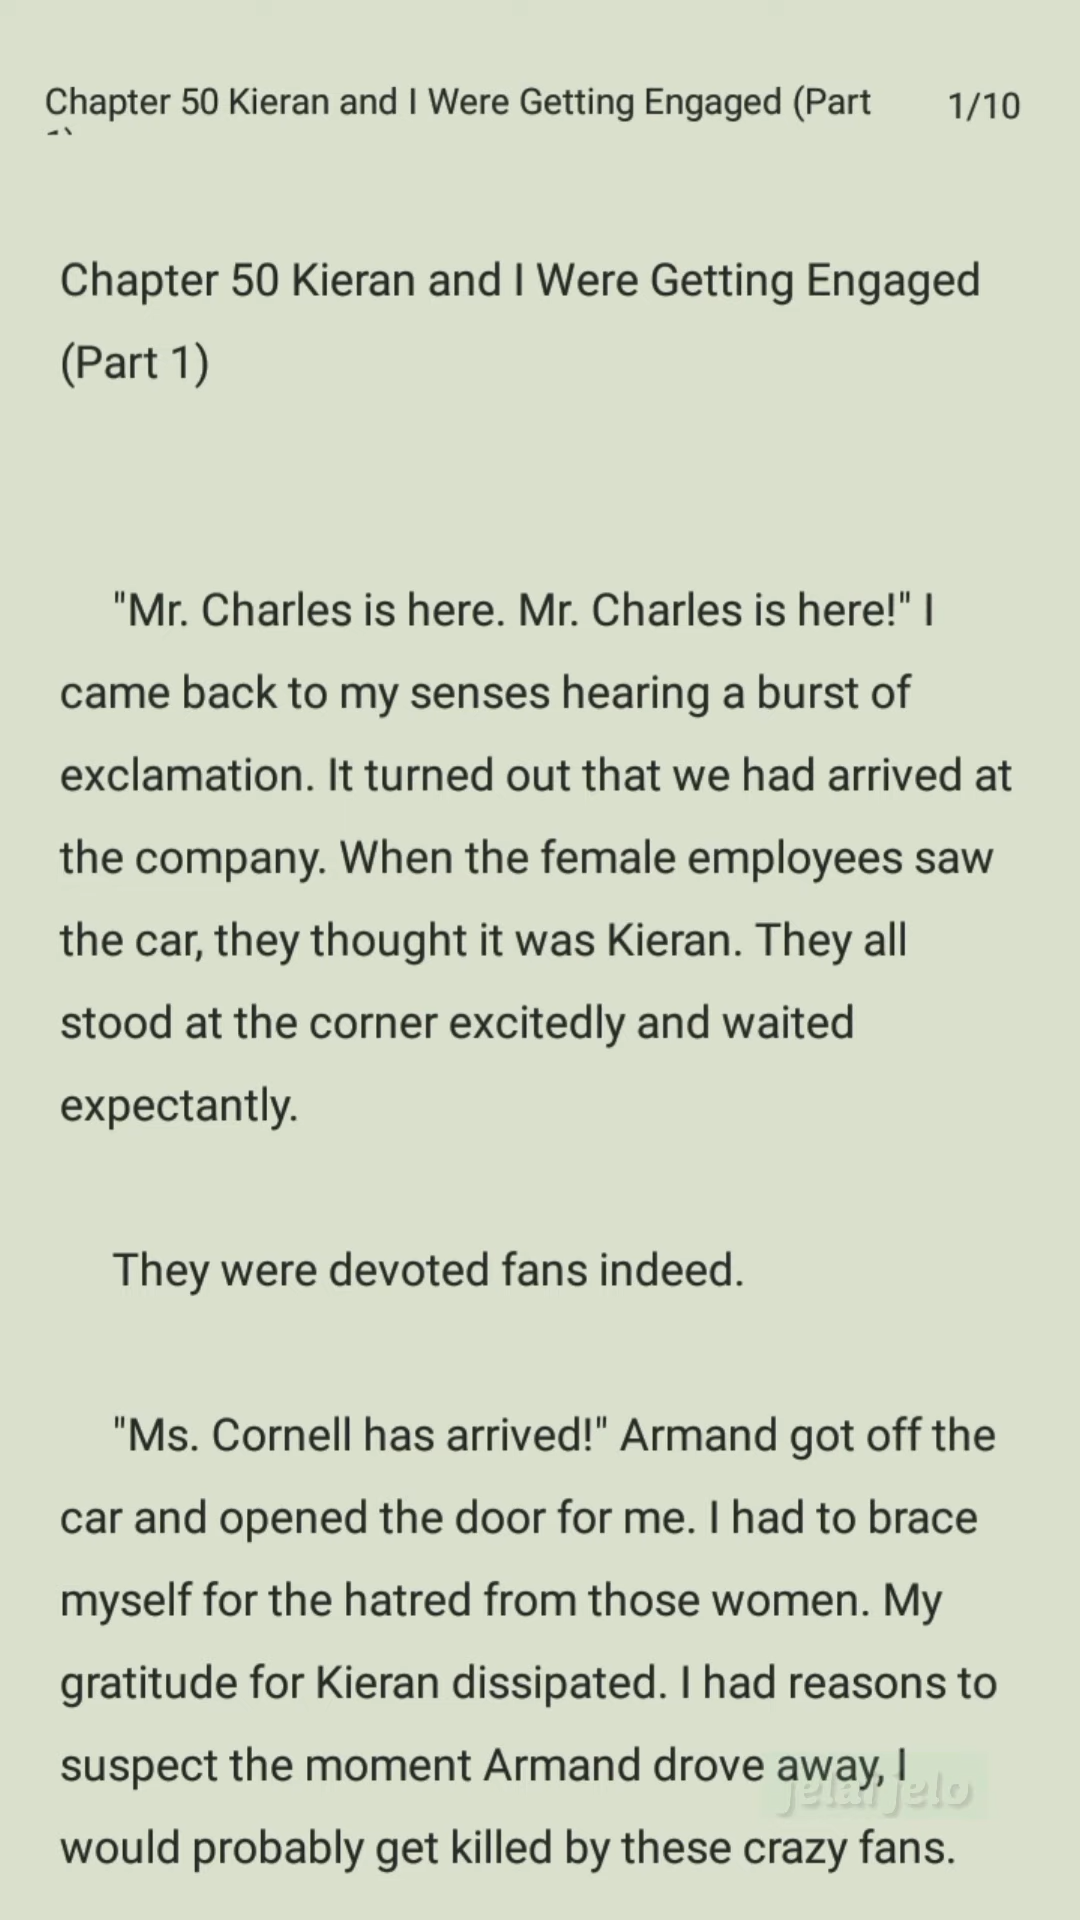 Chapter 50 Kieran and I Were Getting Engaged (Part
1/10
Chapter 50 Kieran and I Were Getting Engaged
(Part 1)
"Mr. Charles is here. Mr. Charles is here!" I
came back to my senses hearing a burst of
exclamation. It turned out that we had arrived at
the company. When the female employees saw
the car, they thought it was Kieran. They all
stood at the corner excitedly and waited
expectantly.
They were devoted fans indeed.
"Ms. Cornell has arrived!" Armand got off the
car and opened the door for me. I had to brace
myself for the hatred from those women. My
gratitude for Kieran dissipated. I had reasons to
suspect the moment Armand drove away, I
jelai jelo
would probably get killed by these crazy fans.